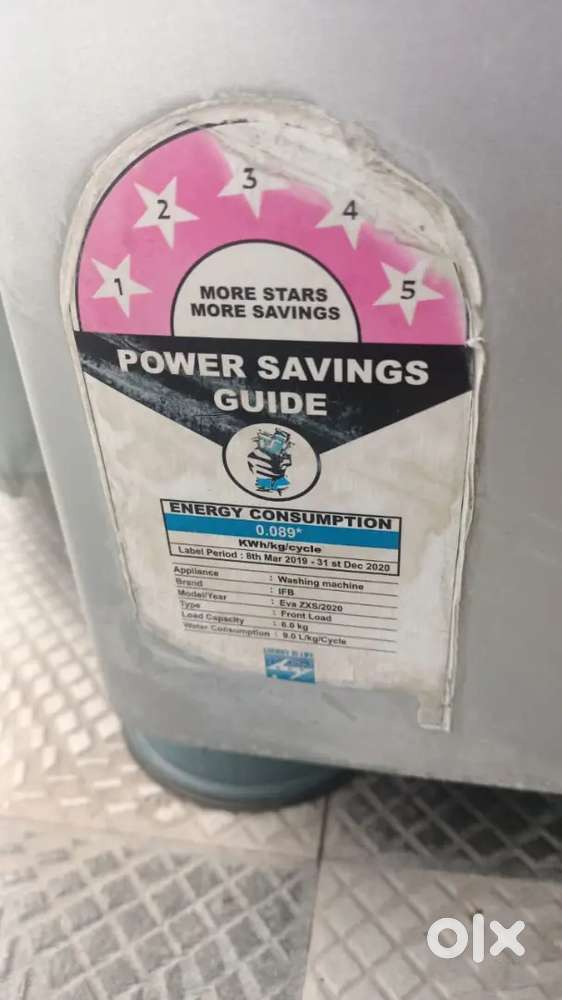 1 2 3 4 5
MORE STARS
MORE SAVINGS
POWER SAVINGS
GUIDE
ENERGY CONSUMPTION
0.089*
KWh/kg/cycle
Label Period : 8th Mar 2019 - 31 st Dec 2020
Appliance : Washing machine
Brand : IFB
Model/Year : Eva ZXS/2020
Type : Front Load
Load Capacity : 6.0 kg
Water Consumption : 9.0 L/kg/Cycle
olx